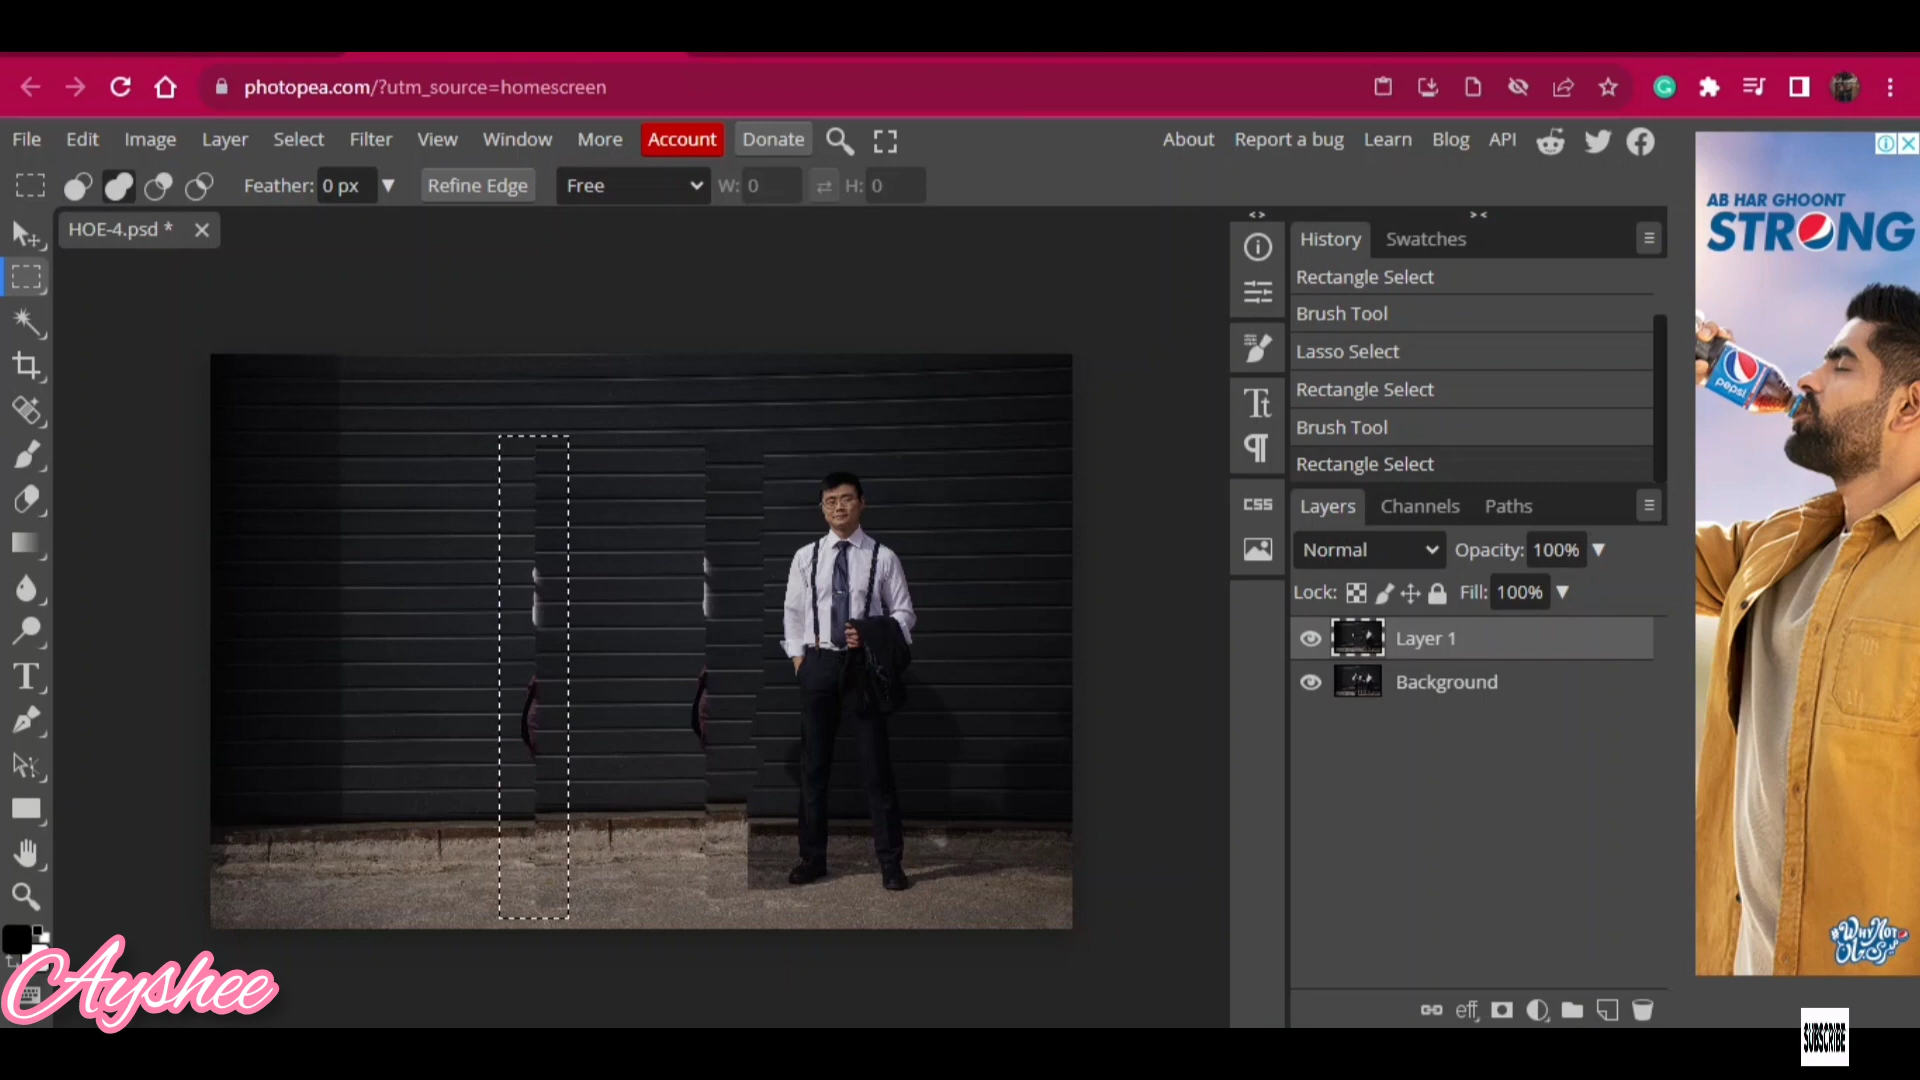 photopea.com/?utm_source=homescreen
File Edit Image Layer Select Filter View Window More Account Donate
About Report a bug Learn Blog API
Feather: 0 px Refine Edge Free W: 0 H: 0
HOE-4.psd *
History Swatches
Rectangle Select
Brush Tool
Lasso Select
Rectangle Select
Brush Tool
Rectangle Select
CSS
Layers Channels Paths
Normal Opacity: 100%
Lock: Fill: 100%
Layer 1
Background
eff
AB HAR GHOONT
STRONG
pepsi
Ayshee
SUBSCRIBE